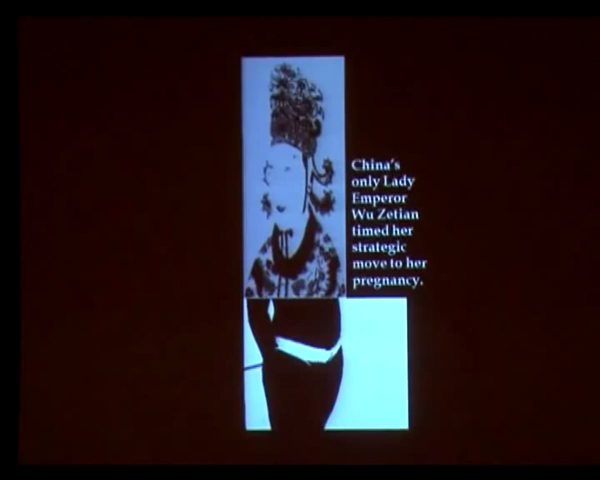 China's
only Lady
Emperor
Wu Zetian
timed her
strategic
move to her
pregnancy.